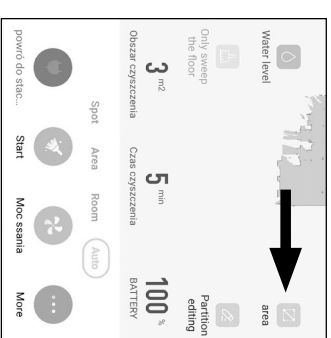 Water level
area
Only sweep
the floor
Partition
editing
3 m2
5 min
100 %
Obszar czyszczenia
Czas czyszczenia
BATTERY
Spot
Area
Room
Auto
powró do stac...
Start
Moc ssania
More